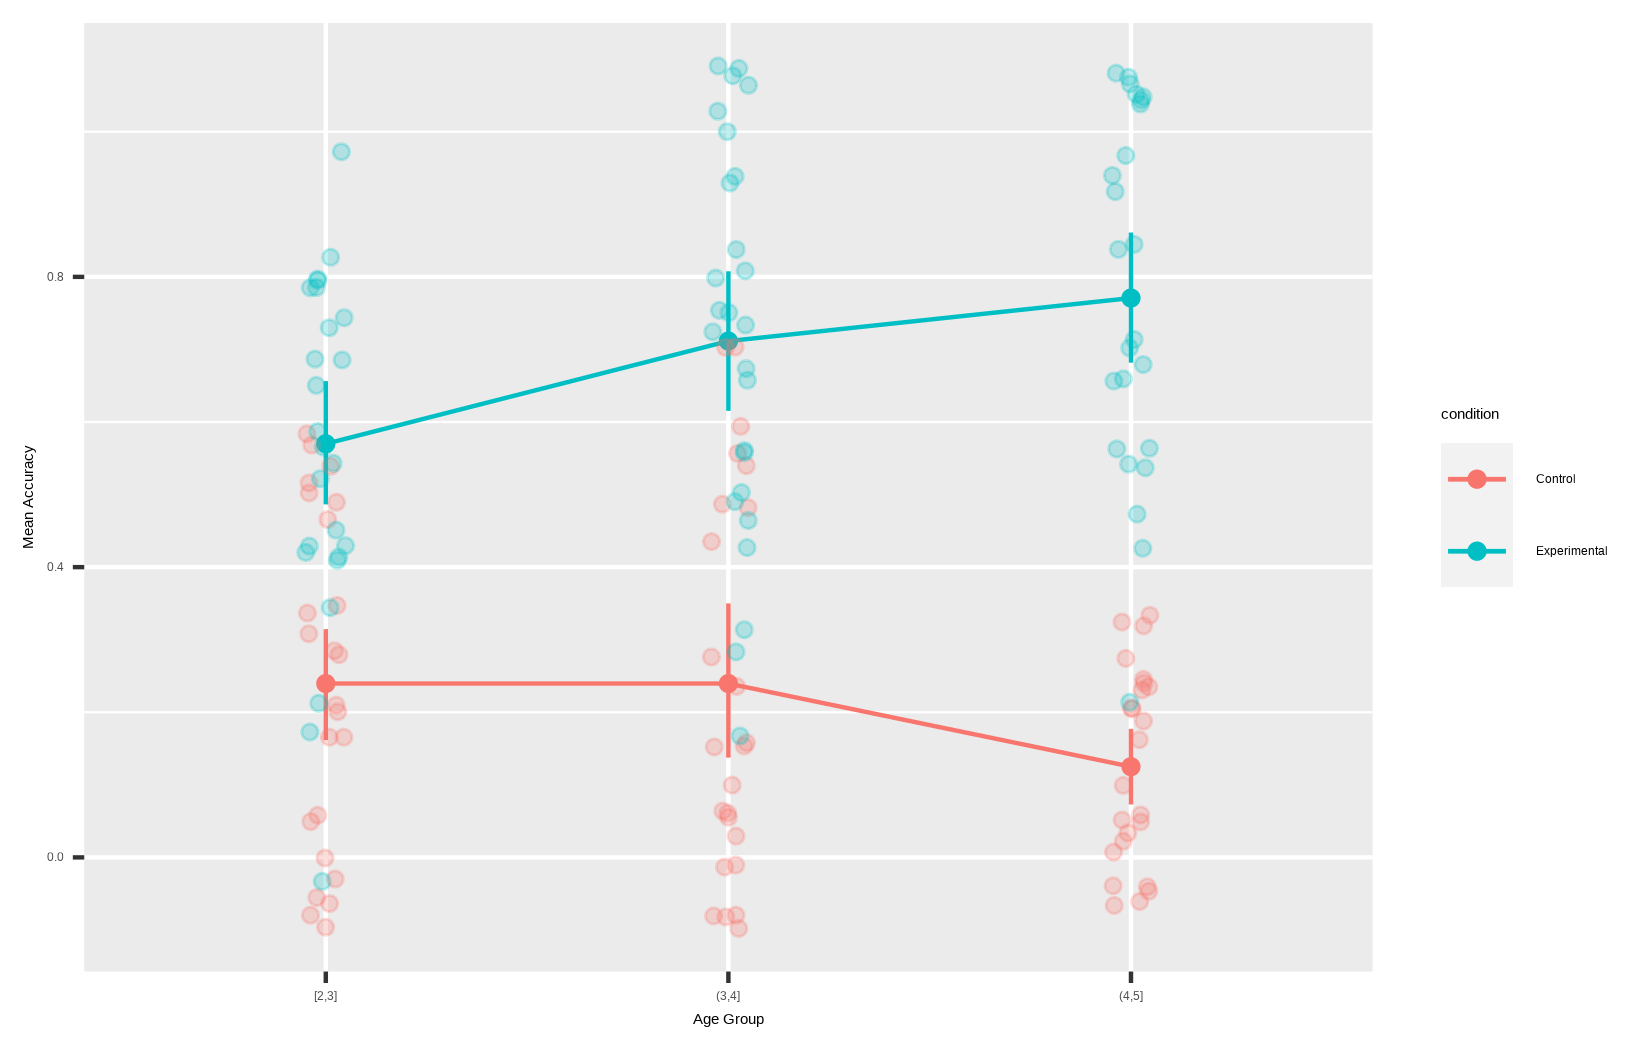 Mean Accuracy
0.8
0.4
0.0
[2,3]
(3,4]
(4,5]
Age Group
condition
Control
Experimental